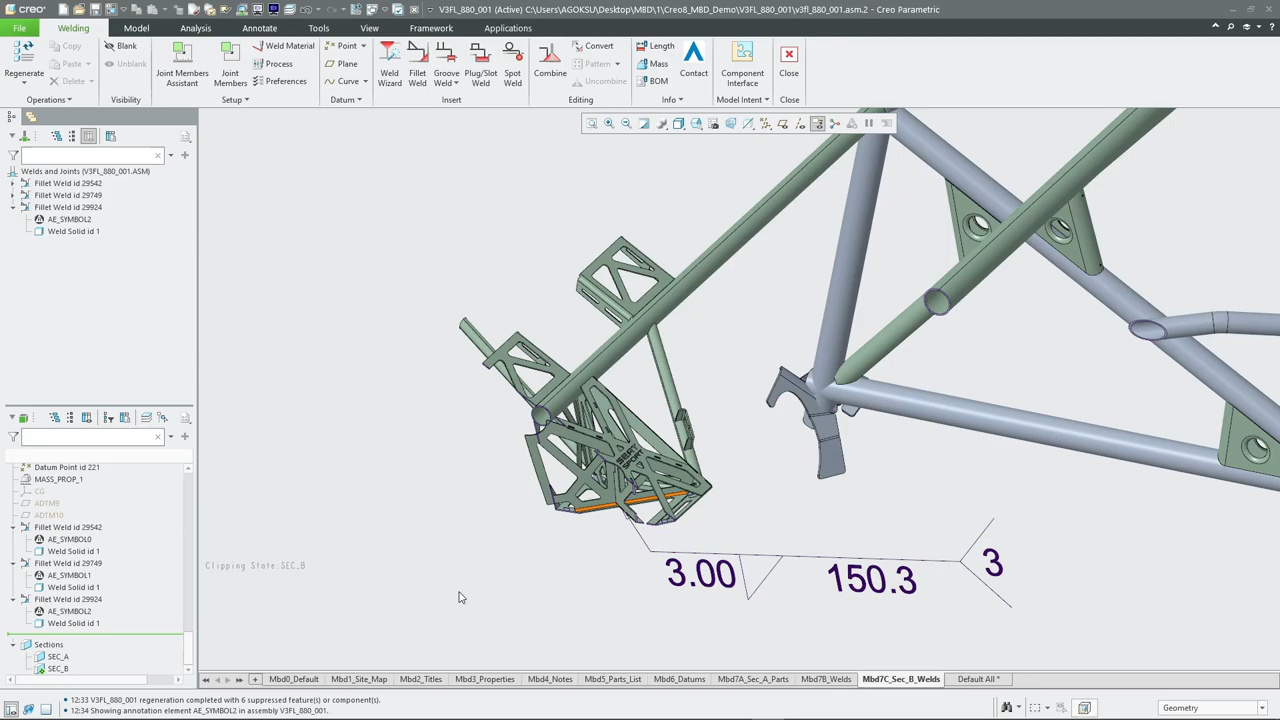 creo
V3FL_880_001 (Active) C:\Users\AGOKSU\Desktop\MBD\1\Creo8_MBD_Demo\V3FL_880_001\v3fl_880_001.asm.2 - Creo Parametric
File Welding Model Analysis Annotate Tools View Framework Applications
Regenerate
Copy
Paste
Delete
Operations
Blank
Unblank
Visibility
Joint Members Assistant
Joint Members
Weld Material
Process
Preferences
Setup
Point
Plane
Curve
Datum
Weld Wizard
Fillet Weld
Groove Weld
Plug/Slot Weld
Spot Weld
Insert
Combine
Convert
Pattern
Uncombine
Editing
Length
Mass
BOM
Contact
Info
Component Interface
Model Intent
Close
Close
Welds and Joints (V3FL_880_001.ASM)
Fillet Weld id 29542
Fillet Weld id 29749
Fillet Weld id 29924
AE_SYMBOL2
Weld Solid id 1
Datum Point id 221
MASS_PROP_1
CG
ADTM9
ADTM10
Fillet Weld id 29542
AE_SYMBOL0
Weld Solid id 1
Fillet Weld id 29749
AE_SYMBOL1
Weld Solid id 1
Fillet Weld id 29924
AE_SYMBOL2
Weld Solid id 1
Sections
SEC_A
SEC_B
SEAT
SPORT
Clipping State:SEC_B
3.00
150.3
3
Mbd0_Default Mbd1_Site_Map Mbd2_Titles Mbd3_Properties Mbd4_Notes Mbd5_Parts_List Mbd6_Datums Mbd7A_Sec_A_Parts Mbd7B_Welds Mbd7C_Sec_B_Welds Default All *
• 12:33 V3FL_880_001 regeneration completed with 6 suppressed feature(s) or component(s).
• 12:34 Showing annotation element AE_SYMBOL2 in assembly V3FL_880_001.
Geometry